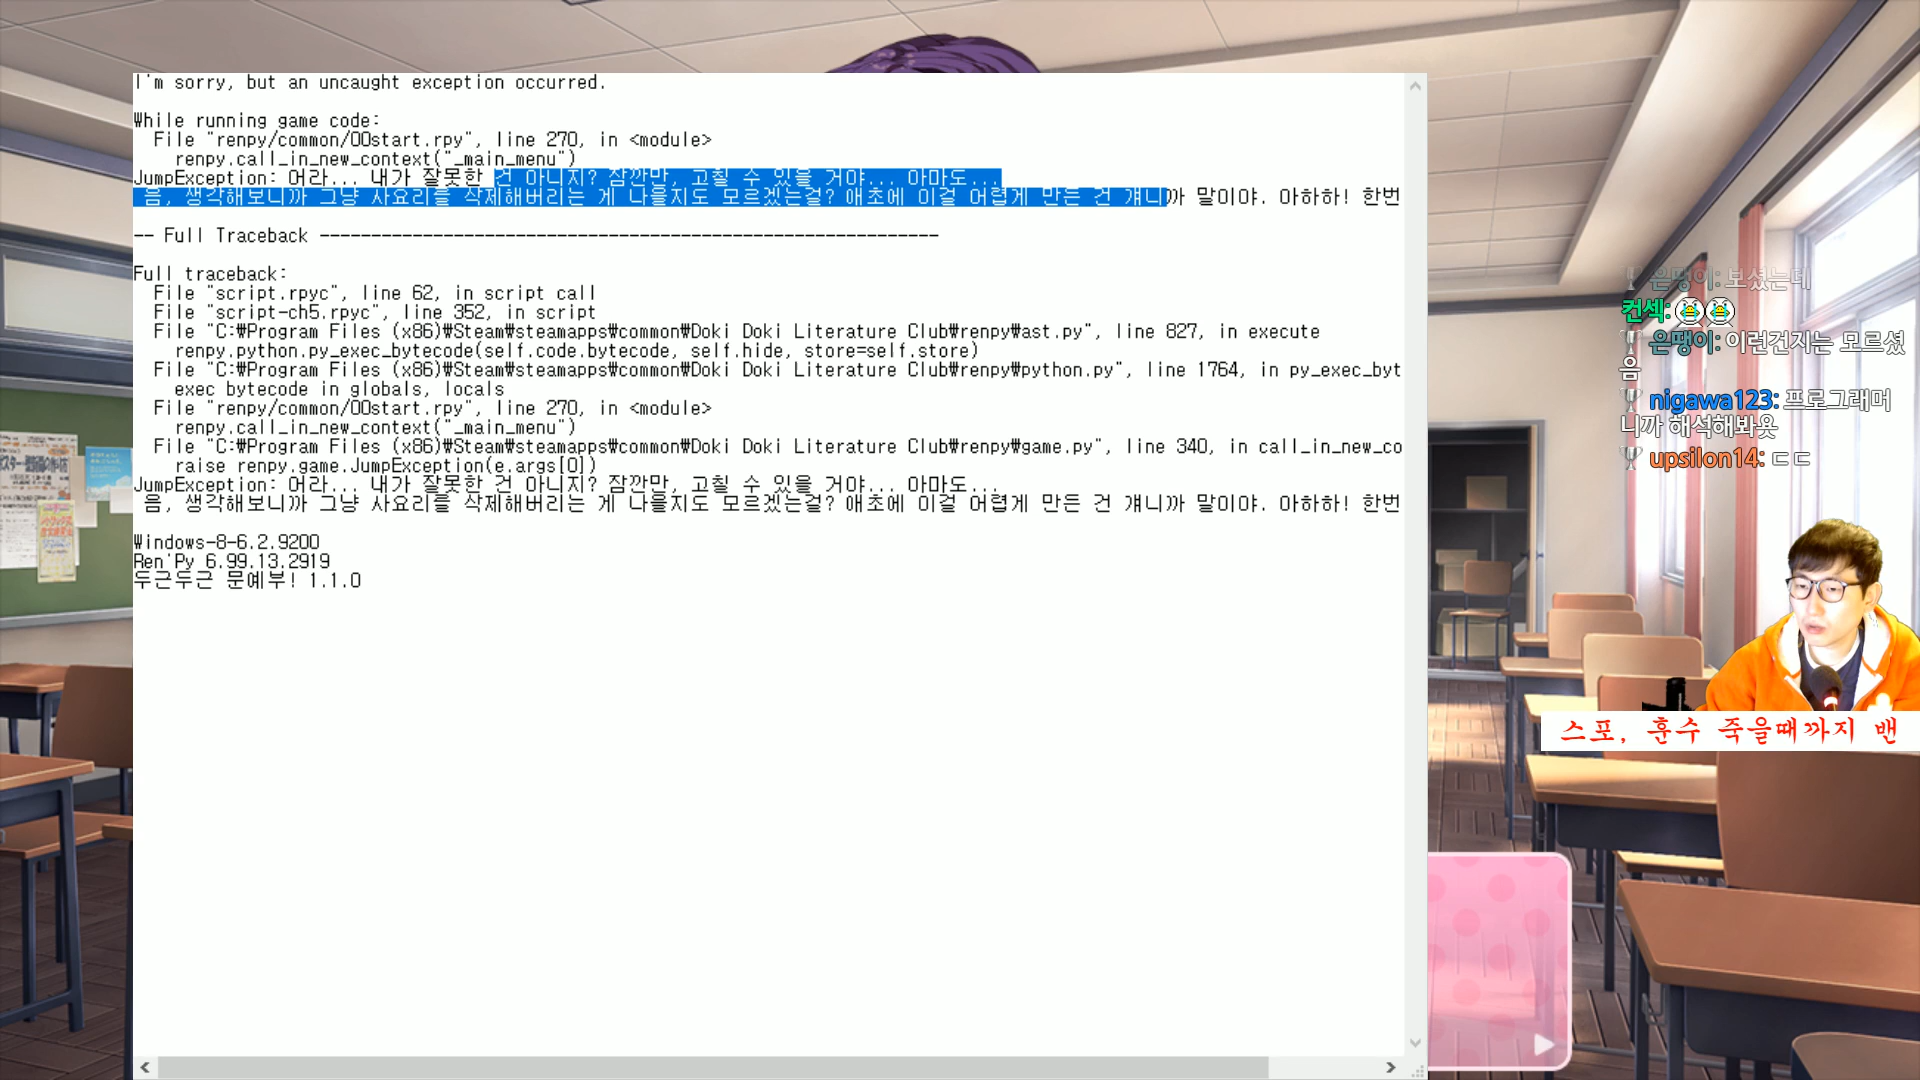 I'm sorry, but an uncaught exception occurred.
While running game code:
File "renpy/common/00start.rpy", line 270, in <module>
renpy.call_in_new_context("_main_menu")
JumpException: 어라... 내가 잘못한 건 아니지? 잠깐만, 고칠 수 있을 거야... 아마도...
음, 생각해보니까 그냥 사요리를 삭제해버리는 게 나을지도 모르겠는걸? 애초에 이걸 어렵게 만든 건 걔니까 말이야. 아하하! 한번
-- Full Traceback ------------------------------------------------------------
Full traceback:
File "script.rpyc", line 62, in script call
File "script-ch5.rpyc", line 352, in script
File "C:₩Program Files (x86)₩Steam₩steamapps₩common₩Doki Doki Literature Club₩renpy₩ast.py", line 827, in execute
renpy.python.py_exec_bytecode(self.code.bytecode, self.hide, store=self.store)
File "C:₩Program Files (x86)₩Steam₩steamapps₩common₩Doki Doki Literature Club₩renpy₩python.py", line 1764, in py_exec_byt
exec bytecode in globals, locals
File "renpy/common/00start.rpy", line 270, in <module>
renpy.call_in_new_context("_main_menu")
File "C:₩Program Files (x86)₩Steam₩steamapps₩common₩Doki Doki Literature Club₩renpy₩game.py", line 340, in call_in_new_co
raise renpy.game.JumpException(e.args[0])
JumpException: 어라... 내가 잘못한 건 아니지? 잠깐만, 고칠 수 있을 거야... 아마도...
음, 생각해보니까 그냥 사요리를 삭제해버리는 게 나을지도 모르겠는걸? 애초에 이걸 어렵게 만든 건 걔니까 말이야. 아하하! 한번
Windows-8-6.2.9200
Ren'Py 6.99.13.2919
두근두근 문예부! 1.1.0
은땡이: 보셨는데
컨섹:
은땡이: 이런건지는 모르셨
음
nigawa123: 프로그래머
니까 해석해봐욧
upsilon14: ㄷㄷ
스포, 훈수 죽을때까지 밴